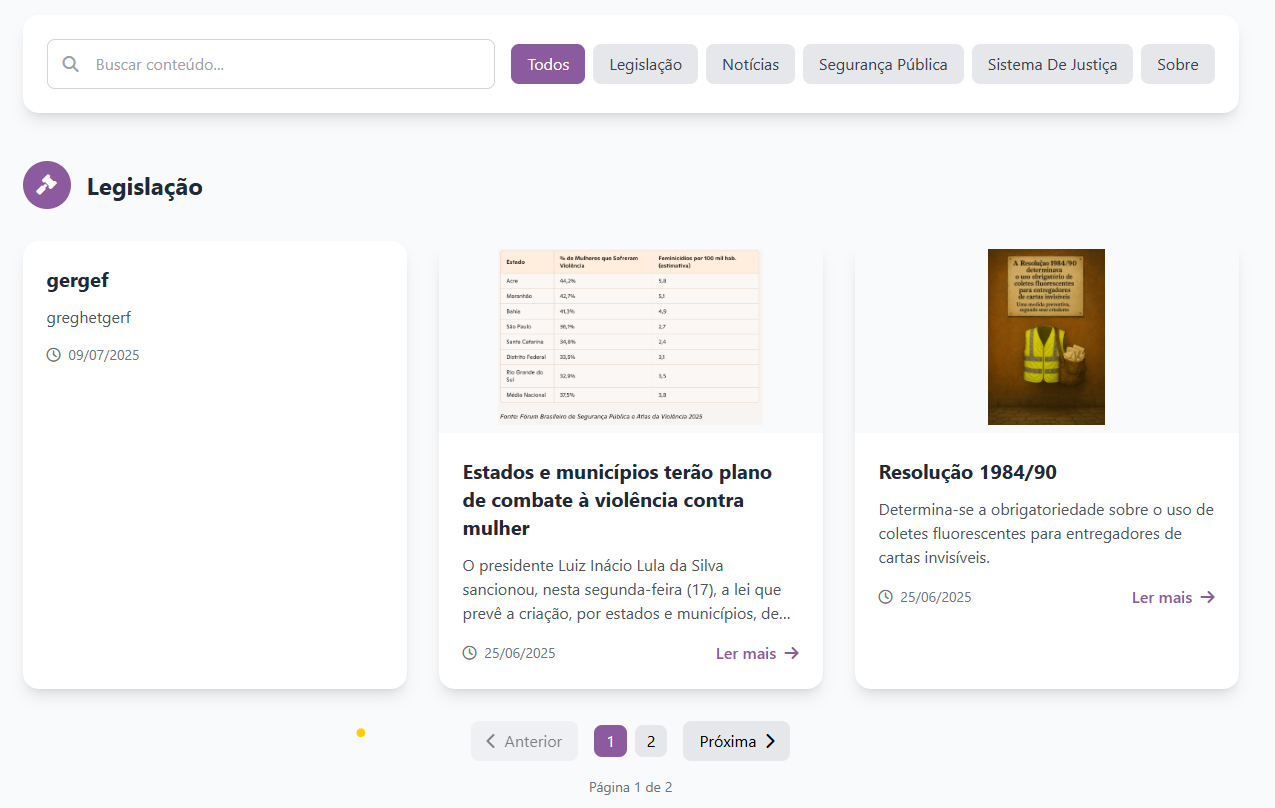 Buscar conteúdo...
Todos
Legislação
Notícias
Segurança Pública
Sistema De Justiça
Sobre
Legislação
gergef
greghetgerf
09/07/2025
Estado % de Mulheres que Sofreram Violência Feminicídios por 100 mil hab. (estimativa)
Acre 44,2% 5,8
Maranhão 42,7% 5,1
Bahia 41,3% 4,9
São Paulo 2,7
Santa Catarina 34,8% 2,4
Distrito Federal 33,5% 3,1
Rio Grande do Sul 32,9% 3,5
Média Nacional 37,5% 3,9
Fonte: Fórum Brasileiro de Segurança Pública e Atlas da Violência 2025
Estados e municípios terão plano
de combate à violência contra
mulher
O presidente Luiz Inácio Lula da Silva
sancionou, nesta segunda-feira (17), a lei que
prevê a criação, por estados e municípios, de...
25/06/2025
Ler mais
A Resolução 1984/90
determinava
o uso obrigatório de
coletes fluorescentes
para entregadores
de cartas invisíveis
Uma medida preventiva,
segundo seus criadores
Resolução 1984/90
Determina-se a obrigatoriedade sobre o uso de
coletes fluorescentes para entregadores de
cartas invisíveis.
25/06/2025
Ler mais
Anterior
1
2
Próxima
Página 1 de 2